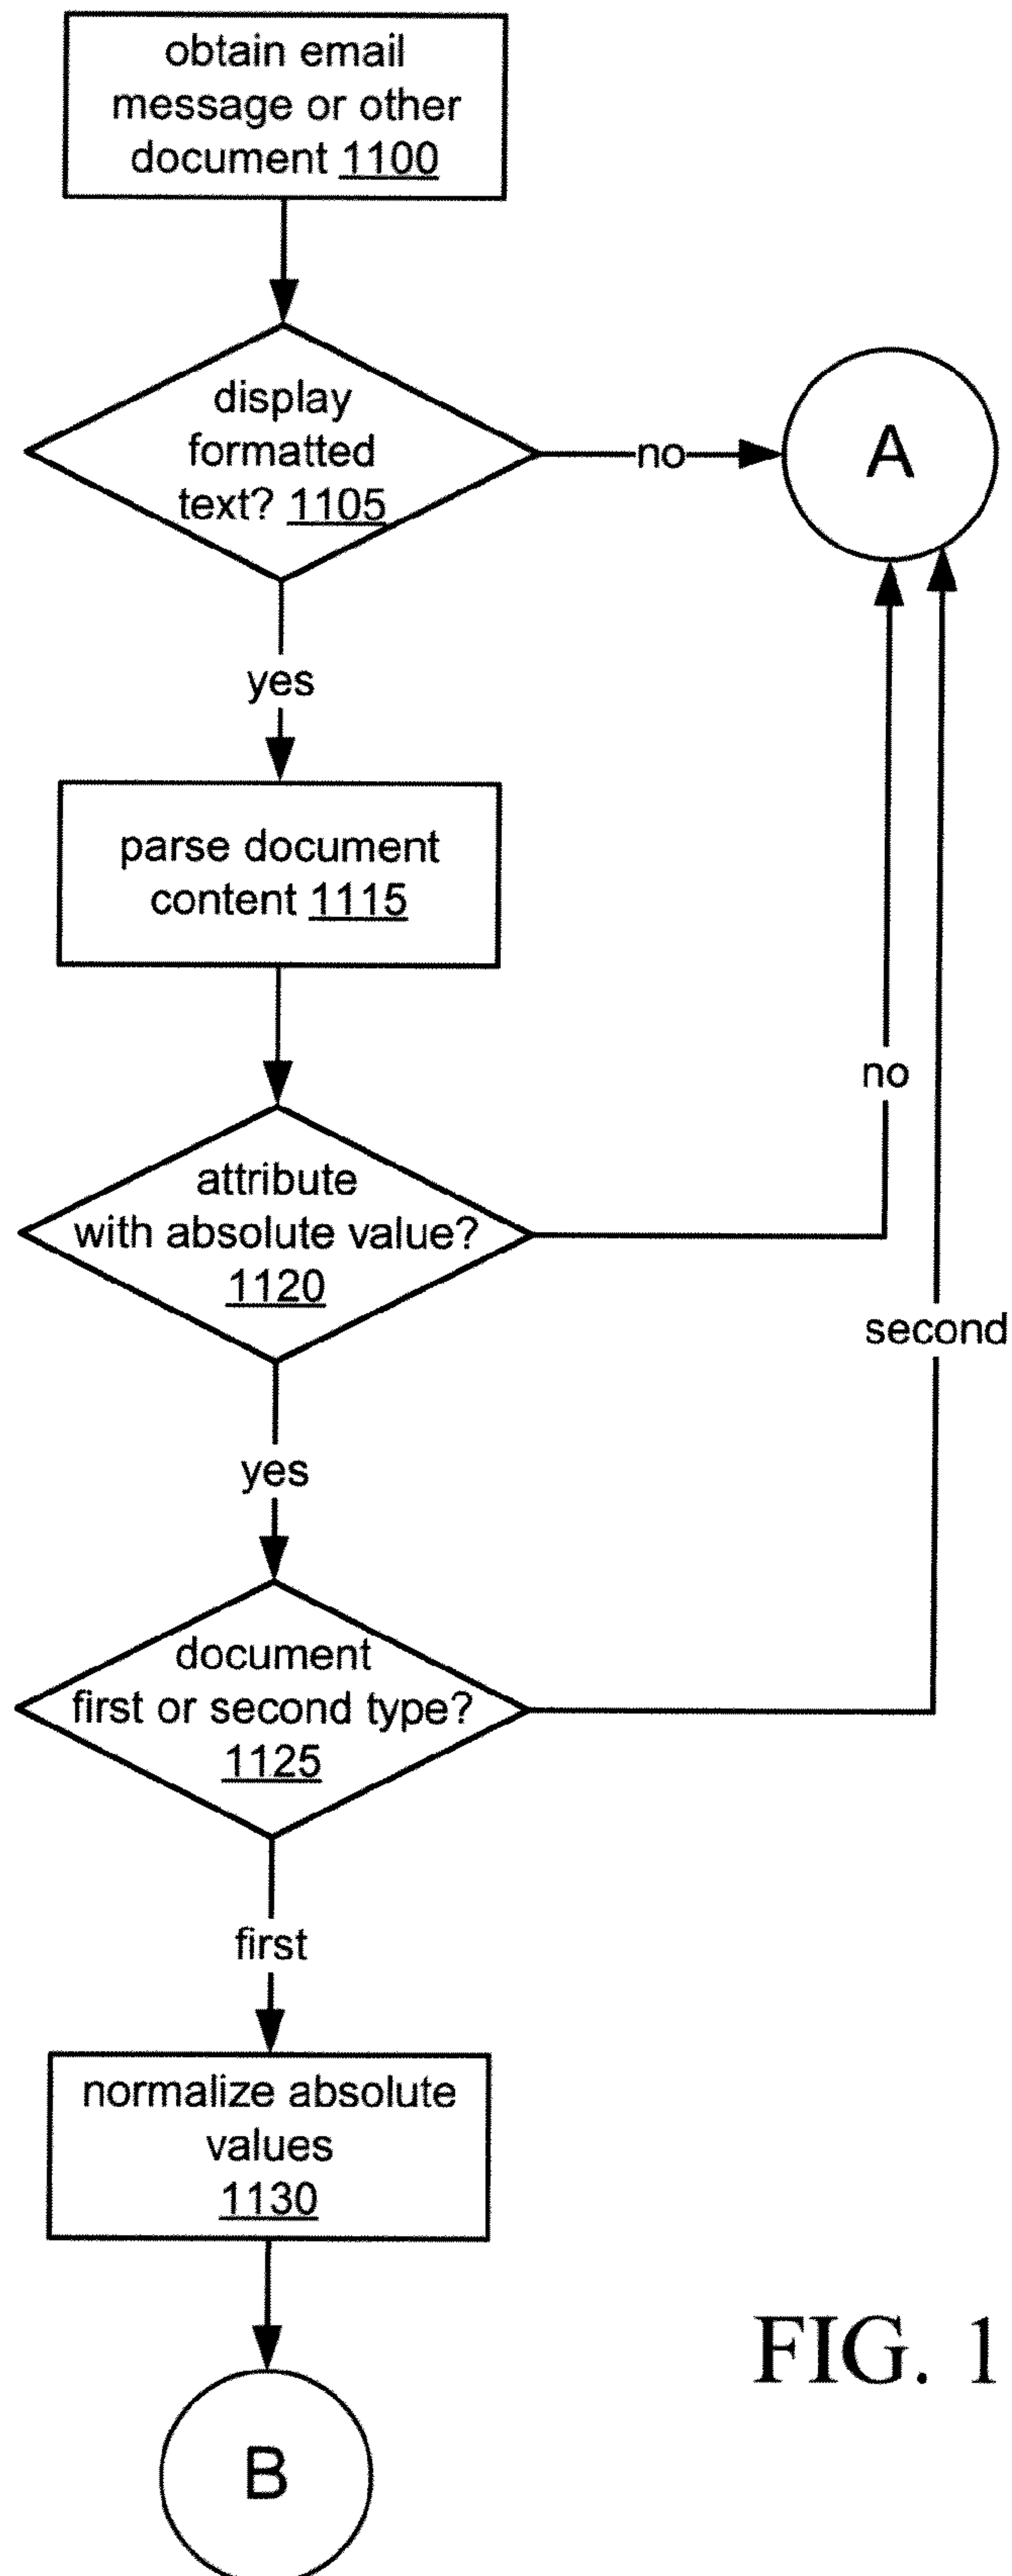 obtain email
message or other
document 1100
display
formatted
text? 1105
no
A
yes
parse document
content 1115
no
attribute
with absolute value?
1120
second
yes
document
first or second type?
1125
first
normalize absolute
values
1130
FIG. 1
B